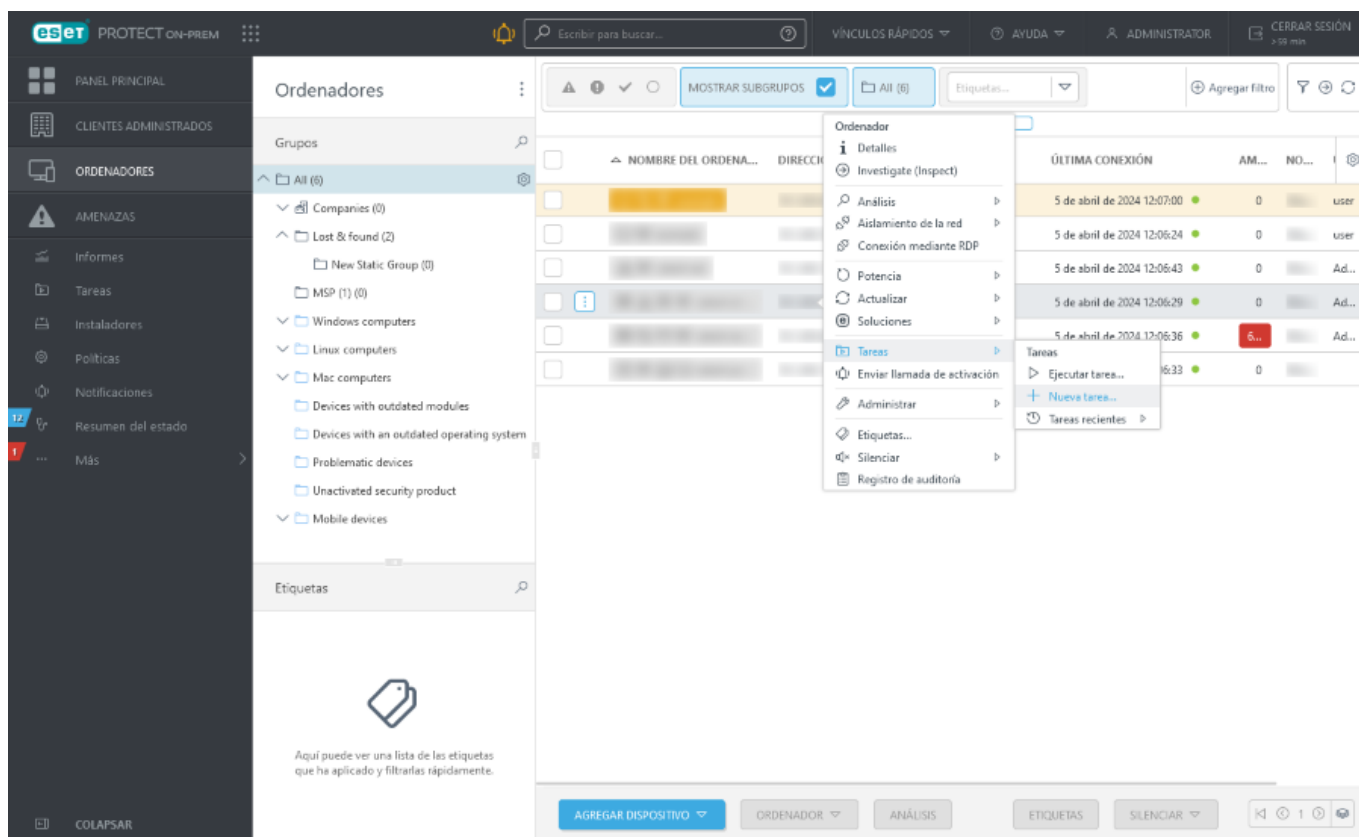 eset PROTECT ON-PREM
Escribir para buscar...
VÍNCULOS RÁPIDOS
AYUDA
ADMINISTRATOR
CERRAR SESIÓN
> 59 min
PANEL PRINCIPAL
CLIENTES ADMINISTRADOS
ORDENADORES
AMENAZAS
Informes
Tareas
Instaladores
Políticas
Notificaciones
12
Resumen del estado
1
Más
COLAPSAR
Ordenadores
Grupos
All (6)
Companies (0)
Lost & found (2)
New Static Group (0)
MSP (1) (0)
Windows computers
Linux computers
Mac computers
Devices with outdated modules
Devices with an outdated operating system
Problematic devices
Unactivated security product
Mobile devices
Etiquetas
Aquí puede ver una lista de las etiquetas
que ha aplicado y filtrarlas rápidamente.
MOSTRAR SUBGRUPOS
All (6)
Etiquetas...
Agregar filtro
NOMBRE DEL ORDENA...
DIRECCI
ÚLTIMA CONEXIÓN
AM...
NO...
5 de abril de 2024 12:07:00
0
user
5 de abril de 2024 12:06:24
0
user
5 de abril de 2024 12:06:43
0
Ad...
5 de abril de 2024 12:06:29
0
Ad...
5 de abril de 2024 12:06:36
6...
Ad...
6:33
0
Ordenador
Detalles
Investigate (Inspect)
Análisis
Aislamiento de la red
Conexión mediante RDP
Potencia
Actualizar
Soluciones
Tareas
Enviar llamada de activación
Administrar
Etiquetas...
Silenciar
Registro de auditoría
Tareas
Ejecutar tarea...
Nueva tarea...
Tareas recientes
AGREGAR DISPOSITIVO
ORDENADOR
ANÁLISIS
ETIQUETAS
SILENCIAR
1